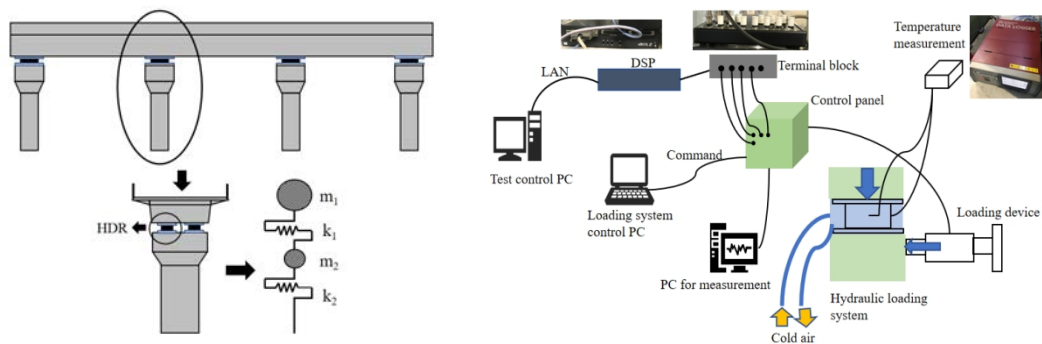 HDR
m₁
k₁
m₂
k₂
Temperature
measurement
DSP
Terminal block
LAN
Control panel
Test control PC
Command
Loading system
control PC
Loading device
PC for measurement
Hydraulic loading
system
Cold air